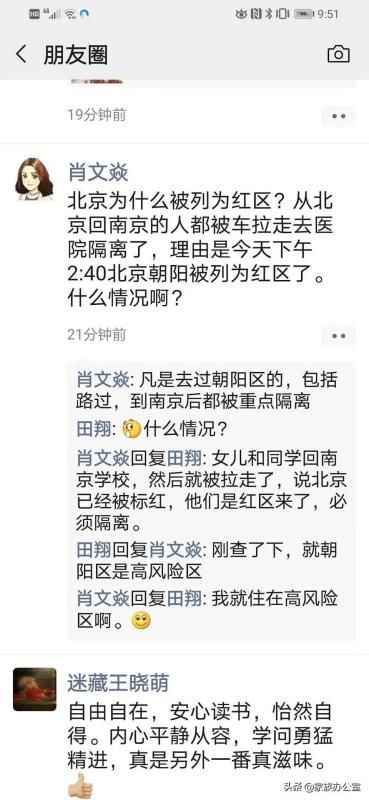 HD 4G 9:51
朋友圈
19分钟前
肖文焱
北京为什么被列为红区？从北
京回南京的人都被车拉走去医
院隔离了，理由是今天下午
2:40北京朝阳被列为红区了。
什么情况啊？
21分钟前
肖文焱: 凡是去过朝阳区的，包括
路过，到南京后都被重点隔离
田翔: 什么情况？
肖文焱回复田翔: 女儿和同学回南
京学校，然后就被拉走了，说北京
已经被标红，他们是红区来了，必
须隔离。
田翔回复肖文焱: 刚查了下，就朝
阳区是高风险区
肖文焱回复田翔: 我就住在高风险
区啊。
迷藏王晓萌
自由自在，安心读书，怡然自
得。内心平静从容，学问勇猛
精进，真是另外一番真滋味。
头条 @家族办公室